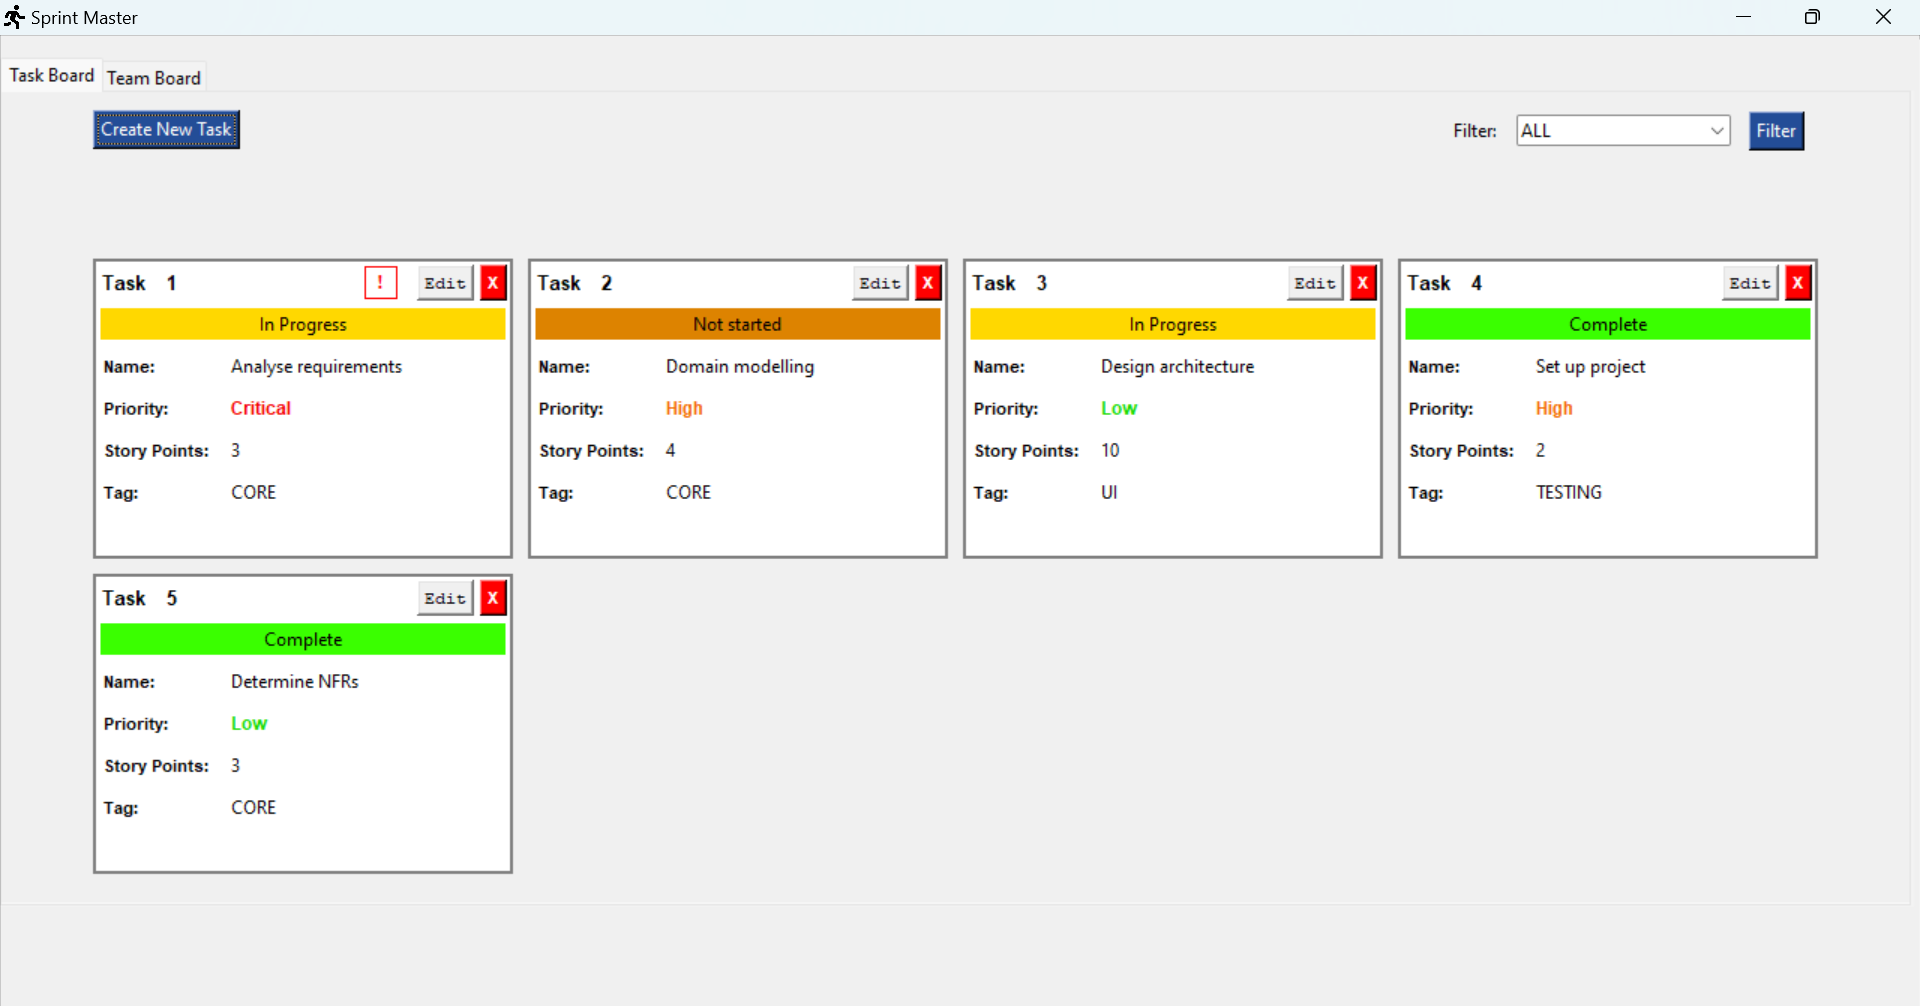 Sprint Master
Task Board Team Board
Create New Task Filter: ALL Filter
Task 1 ! Edit X
In Progress
Name: Analyse requirements
Priority: Critical
Story Points: 3
Tag: CORE
Task 2 Edit X
Not started
Name: Domain modelling
Priority: High
Story Points: 4
Tag: CORE
Task 3 Edit X
In Progress
Name: Design architecture
Priority: Low
Story Points: 10
Tag: UI
Task 4 Edit X
Complete
Name: Set up project
Priority: High
Story Points: 2
Tag: TESTING
Task 5 Edit X
Complete
Name: Determine NFRs
Priority: Low
Story Points: 3
Tag: CORE